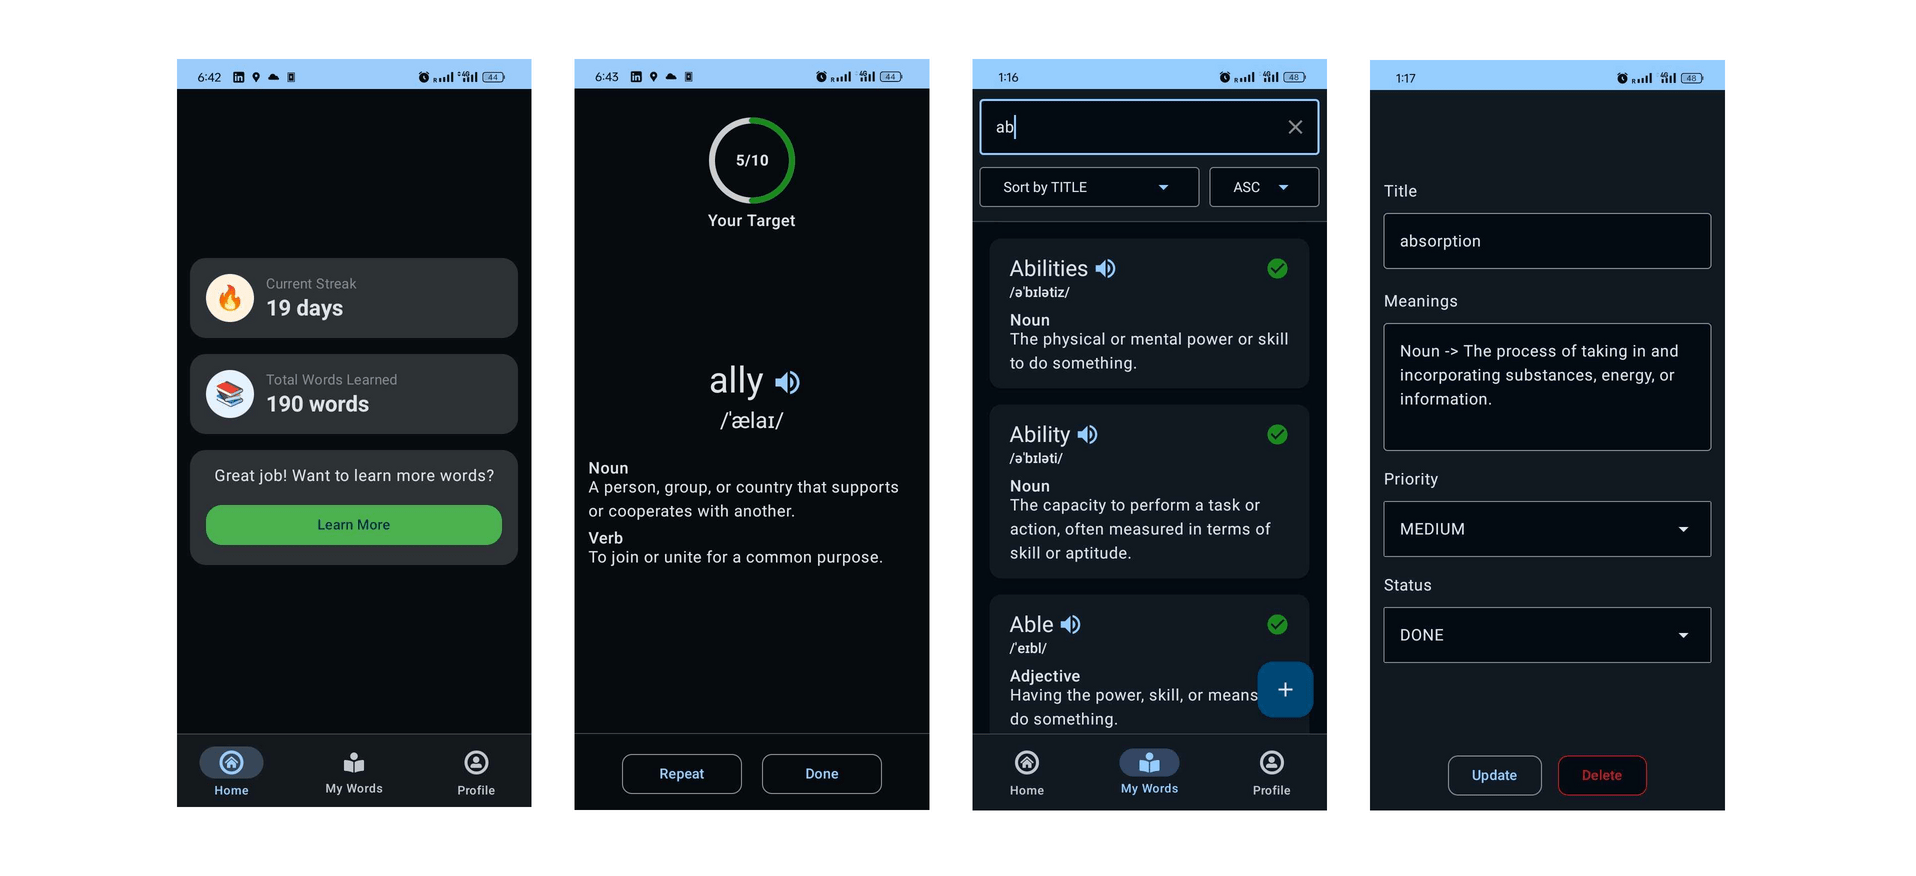 6:42
44
Current Streak
19 days
Total Words Learned
190 words
Great job! Want to learn more words?
Learn More
Home
My Words
Profile
6:43
44
5/10
Your Target
ally
/ˈælaɪ/
Noun
A person, group, or country that supports
or cooperates with another.
Verb
To join or unite for a common purpose.
Repeat
Done
1:16
48
ab
Sort by TITLE
ASC
Abilities
/əˈbɪlətiz/
Noun
The physical or mental power or skill
to do something.
Ability
/əˈbɪləti/
Noun
The capacity to perform a task or
action, often measured in terms of
skill or aptitude.
Able
/ˈeɪbl/
Adjective
Having the power, skill, or means
do something.
Home
My Words
Profile
1:17
48
Title
absorption
Meanings
Noun -> The process of taking in and
incorporating substances, energy, or
information.
Priority
MEDIUM
Status
DONE
Update
Delete